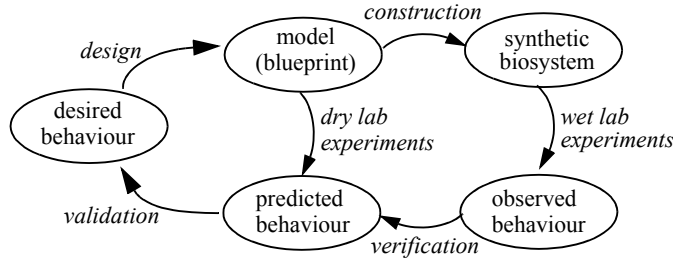 construction
design
model
(blueprint)
synthetic
biosystem
desired
behaviour
dry lab
experiments
wet lab
experiments
predicted
behaviour
observed
behaviour
validation
verification